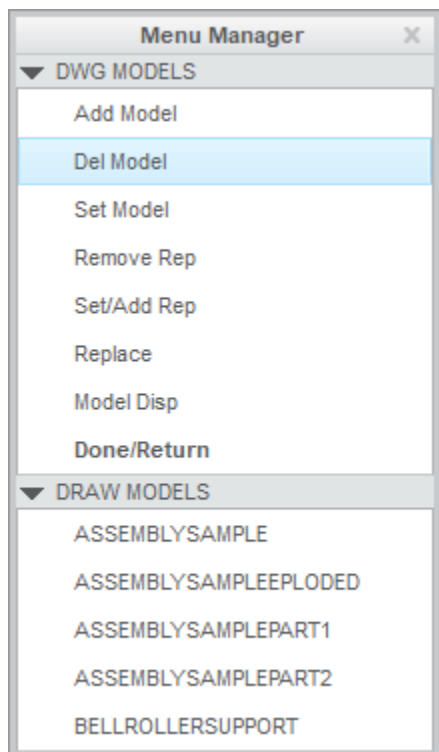 Menu Manager
DWG MODELS
Add Model
Del Model
Set Model
Remove Rep
Set/Add Rep
Replace
Model Disp
Done/Return
DRAW MODELS
ASSEMBLYSAMPLE
ASSEMBLYSAMPLEEPLODED
ASSEMBLYSAMPLEPART1
ASSEMBLYSAMPLEPART2
BELLROLLERSUPPORT